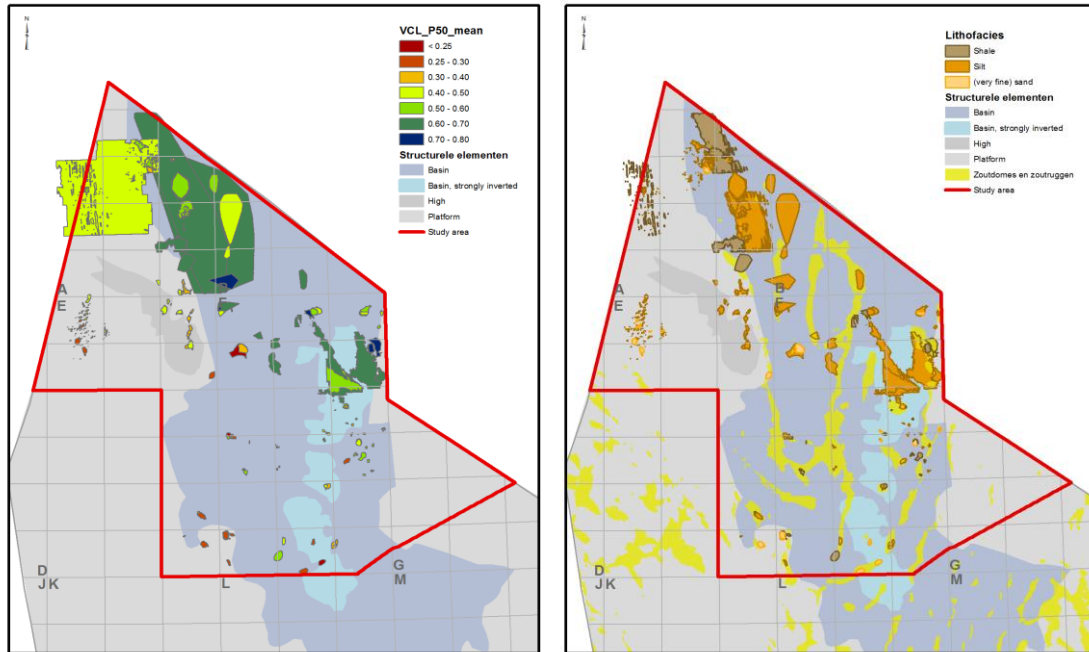 N
VCL_P50_mean
< 0.25
0.25 - 0.30
0.30 - 0.40
0.40 - 0.50
0.50 - 0.60
0.60 - 0.70
0.70 - 0.80
Structurele elementen
Basin
Basin, strongly inverted
High
Platform
Study area
A
E
B
F
D
J K
L
G
M
N
Lithofacies
Shale
Silt
(very fine) sand
Structurele elementen
Basin
Basin, strongly inverted
High
Platform
Zoutdomes en zoutruggen
Study area
A
E
B
F
D
J K
L
G
M